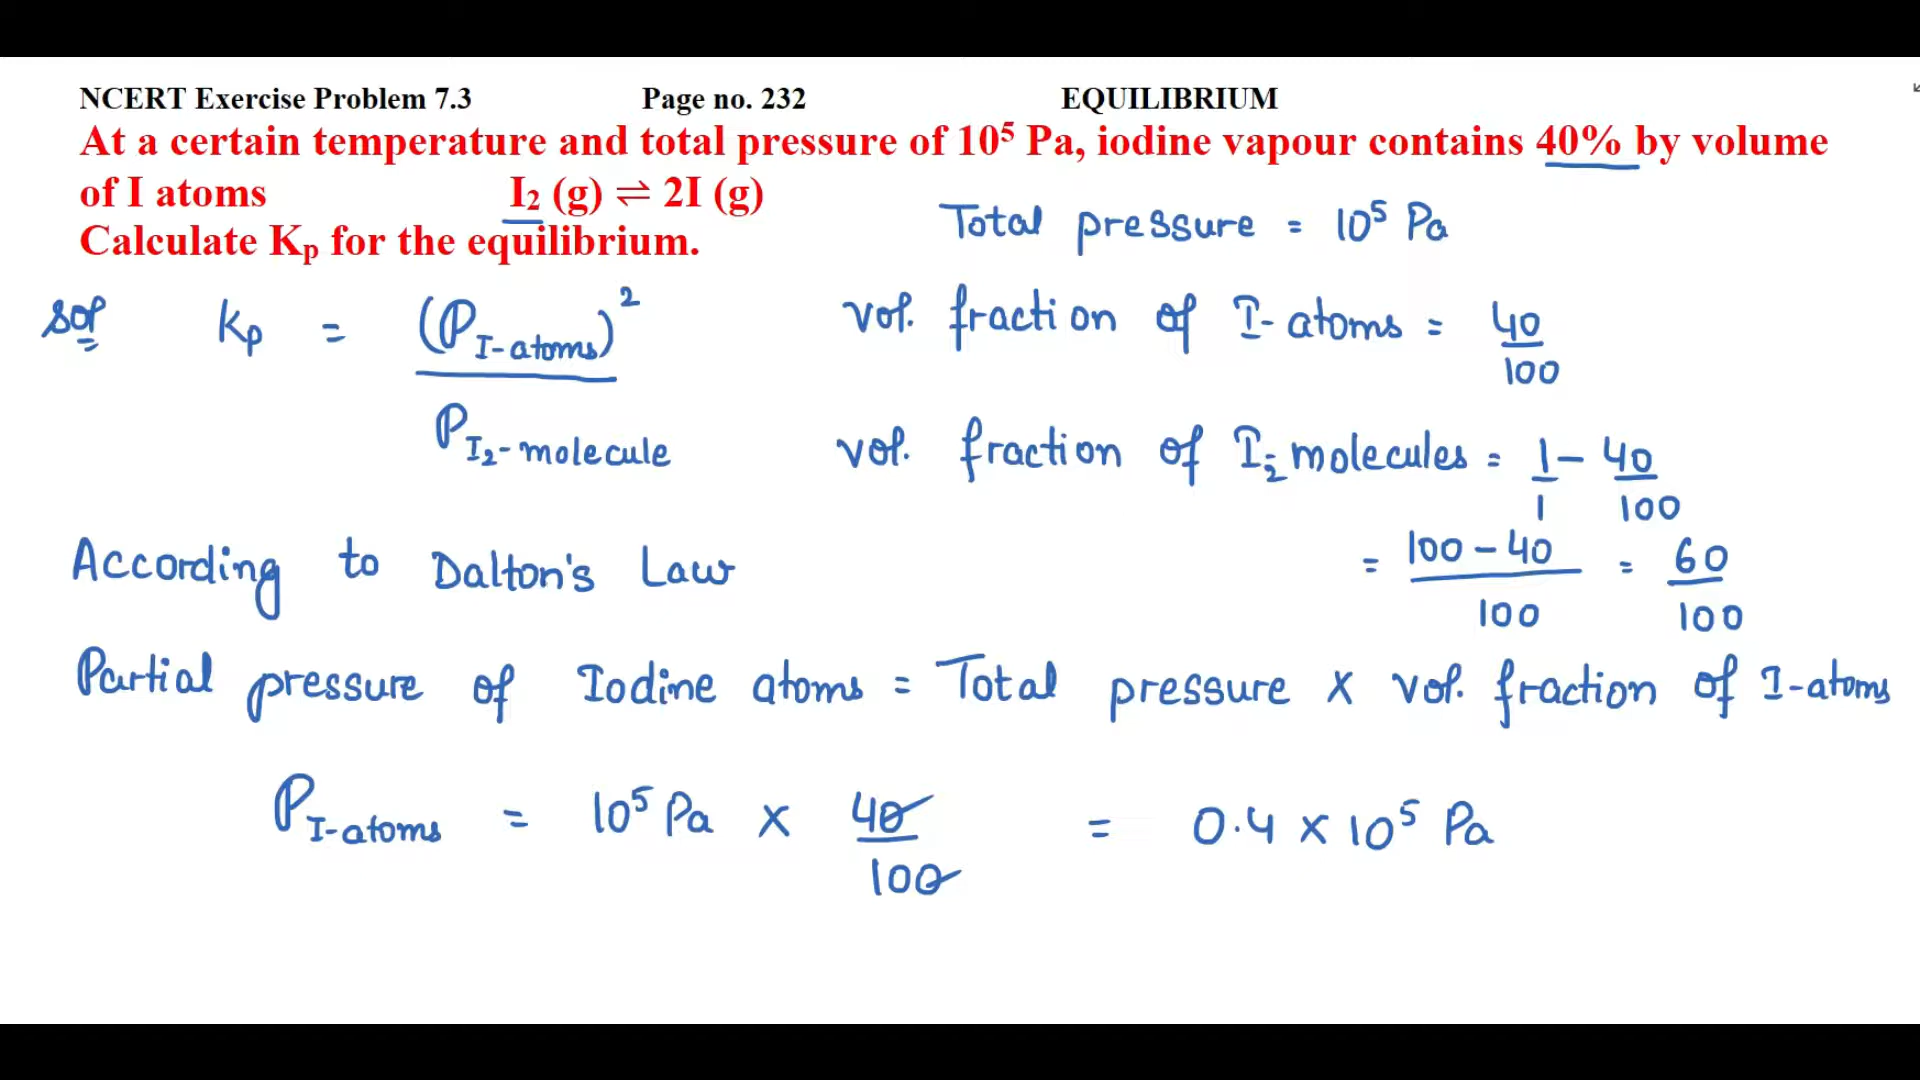 NCERT Exercise Problem 7.3 Page no. 232 EQUILIBRIUM
At a certain temperature and total pressure of 10⁵ Pa, iodine vapour contains 40% by volume
of I atoms I₂ (g) ⇌ 2I (g)
Calculate Kₚ for the equilibrium.
Total pressure = 10⁵ Pa
Sol Kp = (P I-atoms)² / P I₂-molecule
vol. fraction of I-atoms = 40/100
vol. fraction of I₂ molecules = 1/1 - 40/100
= 100-40/100 = 60/100
According to Dalton's Law
Partial pressure of Iodine atoms = Total pressure x vol. fraction of I-atoms
P I-atoms = 10⁵ Pa x 40/100 = 0.4 x 10⁵ Pa